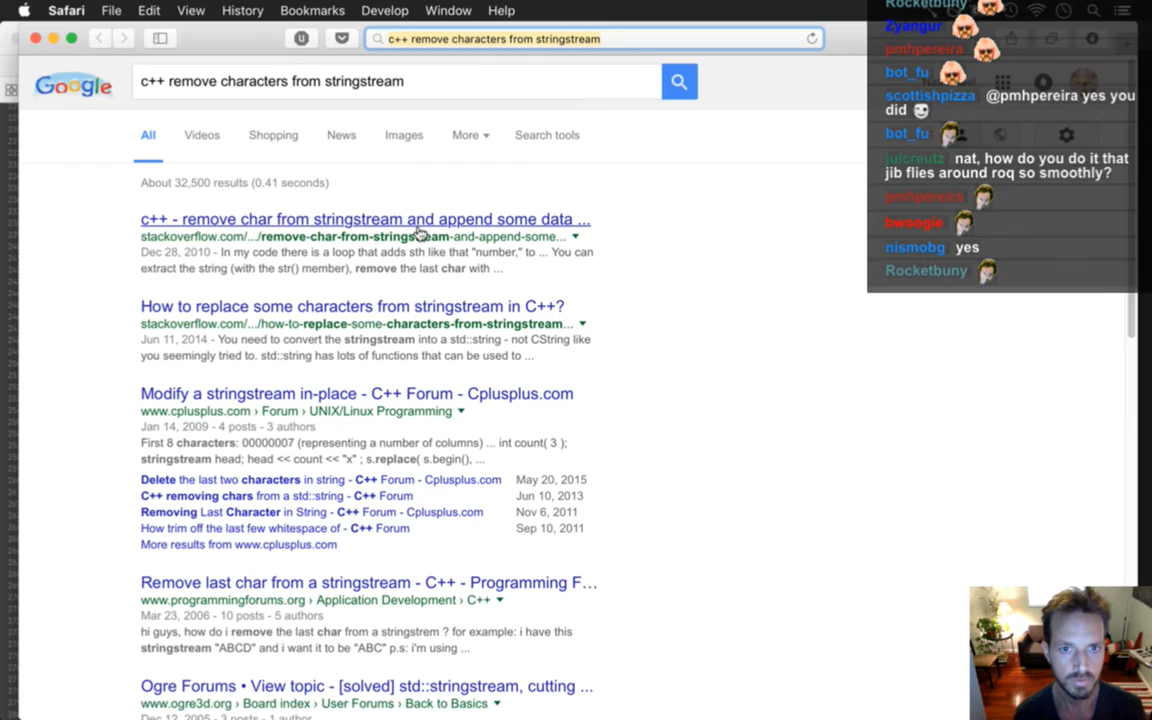 Safari File Edit View History Bookmarks Develop Window Help
c++ remove characters from stringstream
Google
c++ remove characters from stringstream
All Videos Shopping News Images More Search tools
About 32,500 results (0.41 seconds)
c++ - remove char from stringstream and append some data ...
stackoverflow.com/.../remove-char-from-stringstream-and-append-some...
Dec 28, 2010 - In my code there is a loop that adds sth like that "number," to ... You can
extract the string (with the str() member), remove the last char with ...
How to replace some characters from stringstream in C++?
stackoverflow.com/.../how-to-replace-some-characters-from-stringstream...
Jun 11, 2014 - You need to convert the stringstream into a std::string - not CString like
you seemingly tried to. std::string has lots of functions that can be used to ...
Modify a stringstream in-place - C++ Forum - Cplusplus.com
www.cplusplus.com › Forum › UNIX/Linux Programming
Jan 14, 2009 - 4 posts - 3 authors
First 8 characters: 00000007 (representing a number of columns) ... int count( 3 );
stringstream head; head << count << "x" ; s.replace( s.begin(), ...
Delete the last two characters in string - C++ Forum - Cplusplus.com May 20, 2015
C++ removing chars from a std::string - C++ Forum Jun 10, 2013
Removing Last Character in String - C++ Forum - Cplusplus.com Nov 6, 2011
How trim off the last few whitespace of - C++ Forum Sep 10, 2011
More results from www.cplusplus.com
Remove last char from a stringstream - C++ - Programming F...
www.programmingforums.org › Application Development › C++
Mar 23, 2006 - 10 posts - 5 authors
hi guys, how do i remove the last char from a stringstrem ? for example: i have this
stringstream "ABCD" and i want it to be "ABC" p.s: i'm using ...
Ogre Forums • View topic - [solved] std::stringstream, cutting ...
www.ogre3d.org › Board index › User Forums › Back to Basics
Dec 12, 2005 - 3 posts - 1 author
Rocketbuny
Zyangur
pmhpereira
bot_fu
scottishpizza @pmhpereira yes you
did
bot_fu
julcreutz nat, how do you do it that
jib flies around roq so smoothly?
pmhpereira
bwoogie
nismobg yes
Rocketbuny